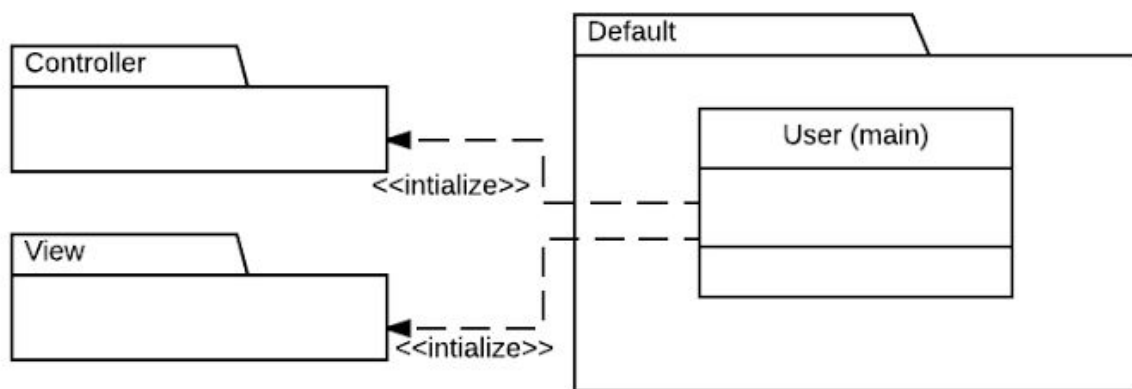 Default
Controller
User (main)
<<intialize>>
View
<<intialize>>